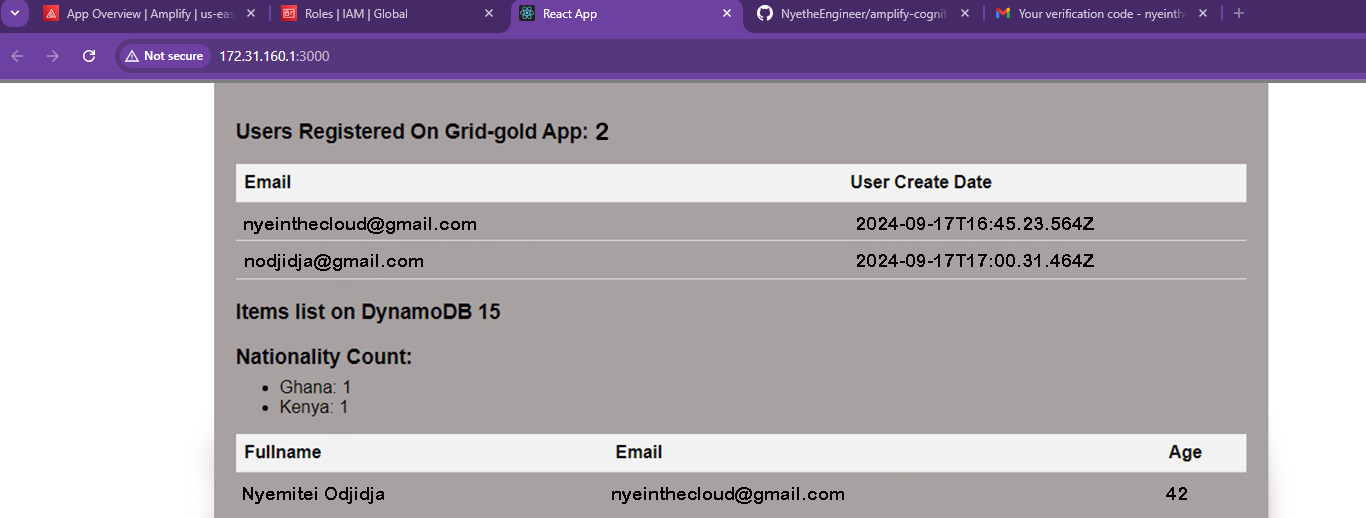 App Overview | Amplify | us-eas
Roles | IAM | Global
React App
NyetheEngineer/amplify-cognit
Your verification code - nyeinthe
Not secure
172.31.160.1:3000
Users Registered On Grid-gold App: 2
Email User Create Date
nyeinthecloud@gmail.com 2024-09-17T16:45.23.564Z
nodjidja@gmail.com 2024-09-17T17:00.31.464Z
Items list on DynamoDB 15
Nationality Count:
Ghana: 1
Kenya: 1
Fullname Email Age
Nyemitei Odjidja nyeinthecloud@gmail.com 42